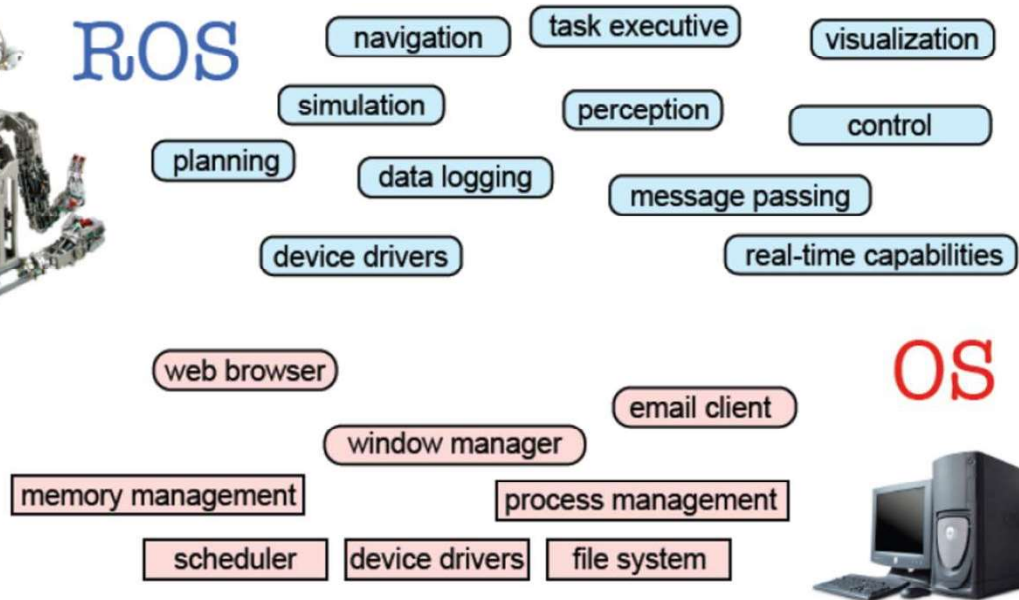 ROS
navigation
task executive
visualization
simulation
perception
control
planning
data logging
message passing
device drivers
real-time capabilities
web browser
OS
email client
window manager
memory management
process management
scheduler
device drivers
file system